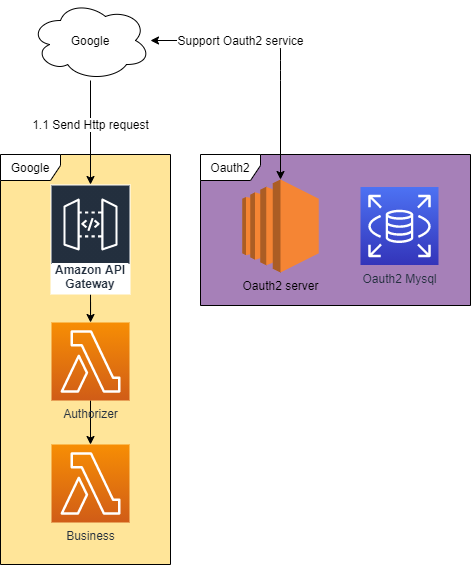 Google
Support Oauth2 service
1.1 Send Http request
Google
Oauth2
Amazon API
Gateway
Oauth2 server
Oauth2 Mysql
Authorizer
Business